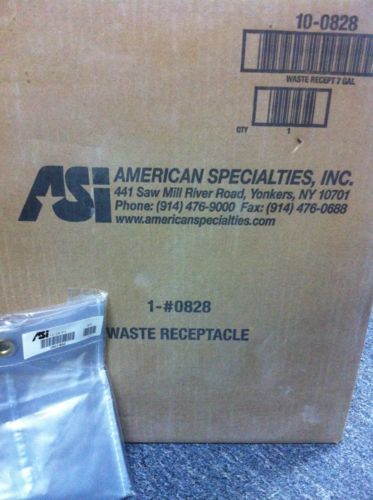 10-0828
WASTE RECEPT 7 GAL
QTY 1
ASI AMERICAN SPECIALTIES, INC.
441 Saw Mill River Road, Yonkers, NY 10701
Phone: (914) 476-9000 Fax: (914) 476-0688
www.americanspecialties.com
1-#0828
WASTE RECEPTACLE
ASI